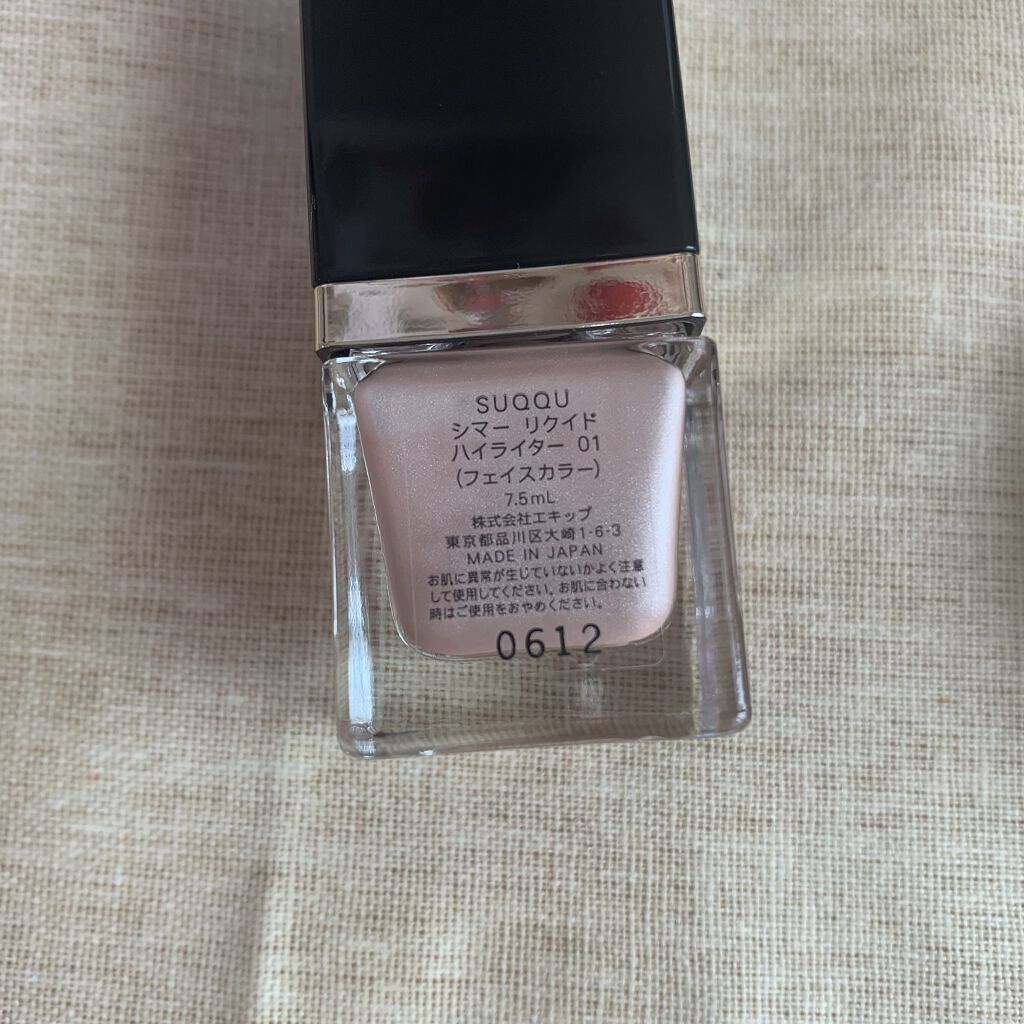 SUQQU
シマー リクイド
ハイライター 01
(フェイスカラー)
7.5mL
株式会社エキップ
東京都品川区大崎1-6-3
MADE IN JAPAN
お肌に異常が生じていないかよく注意
して使用してください。お肌に合わない
時はご使用をおやめください。
0612